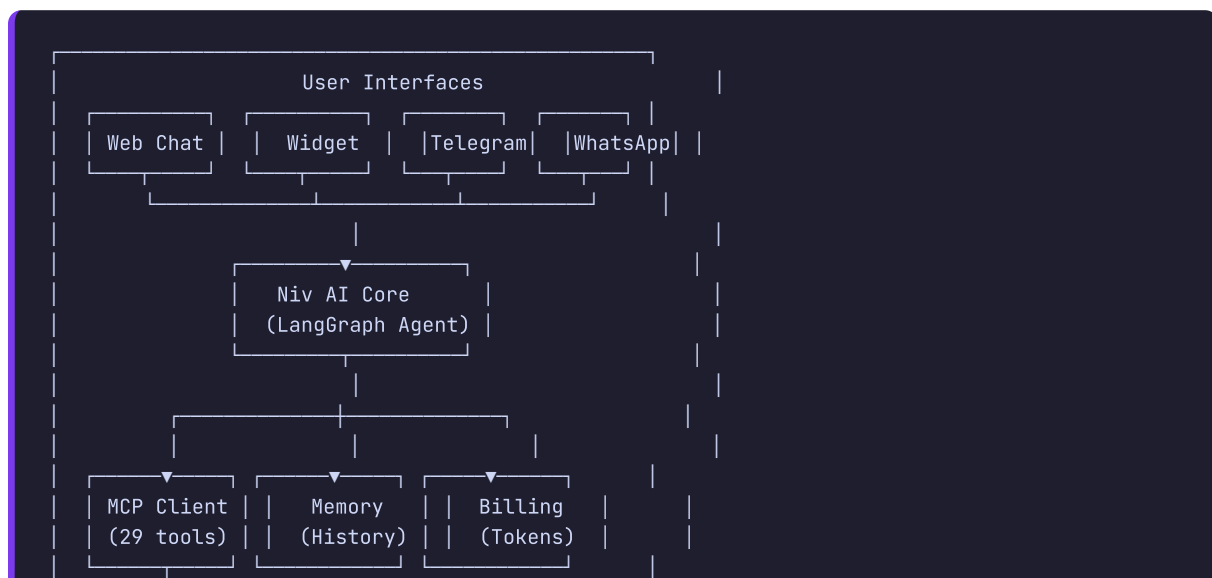 User Interfaces
Web Chat Widget Telegram WhatsApp
Niv AI Core
(LangGraph Agent)
MCP Client Memory Billing
(29 tools) (History) (Tokens)